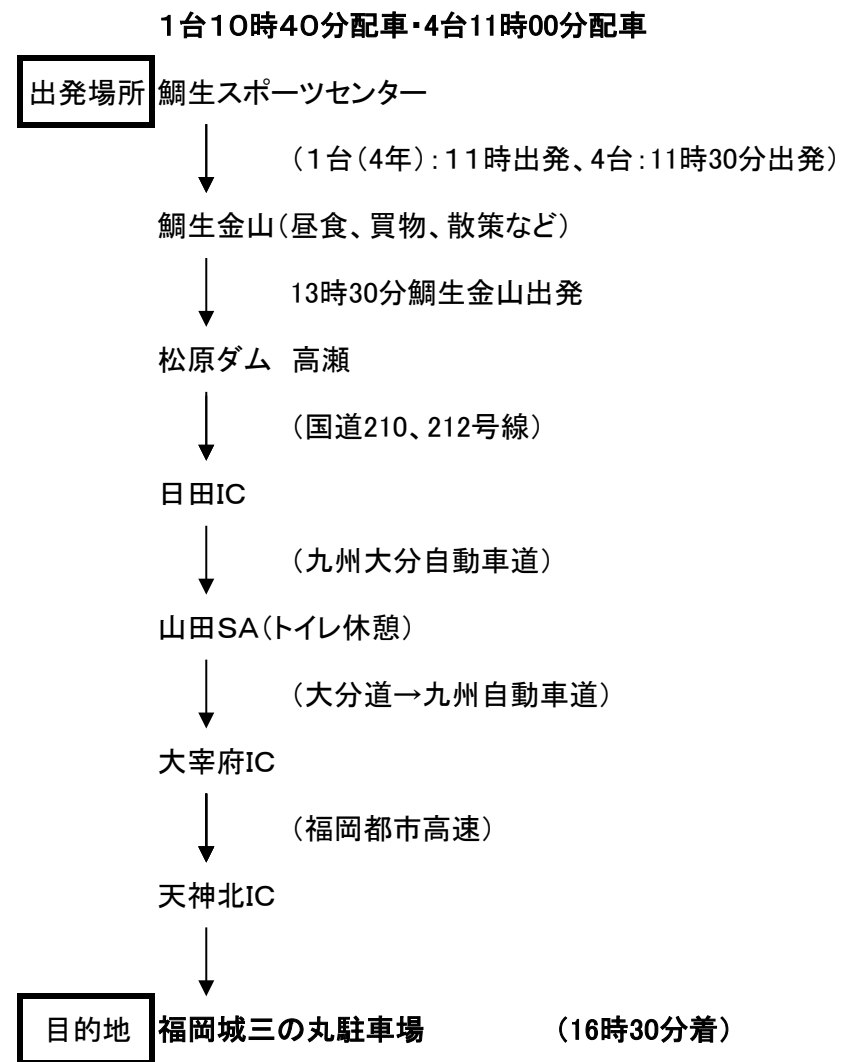 １台１０時４０分配車・4台11時00分配車
出発場所 鯛生スポーツセンター
（１台（4年）：１１時出発、4台：11時30分出発）
鯛生金山（昼食、買物、散策など）
13時30分鯛生金山出発
松原ダム　高瀬
（国道210、212号線）
日田IC
（九州大分自動車道）
山田SA（トイレ休憩）
（大分道→九州自動車道）
大宰府IC
（福岡都市高速）
天神北IC
目的地 福岡城三の丸駐車場　（16時30分着）